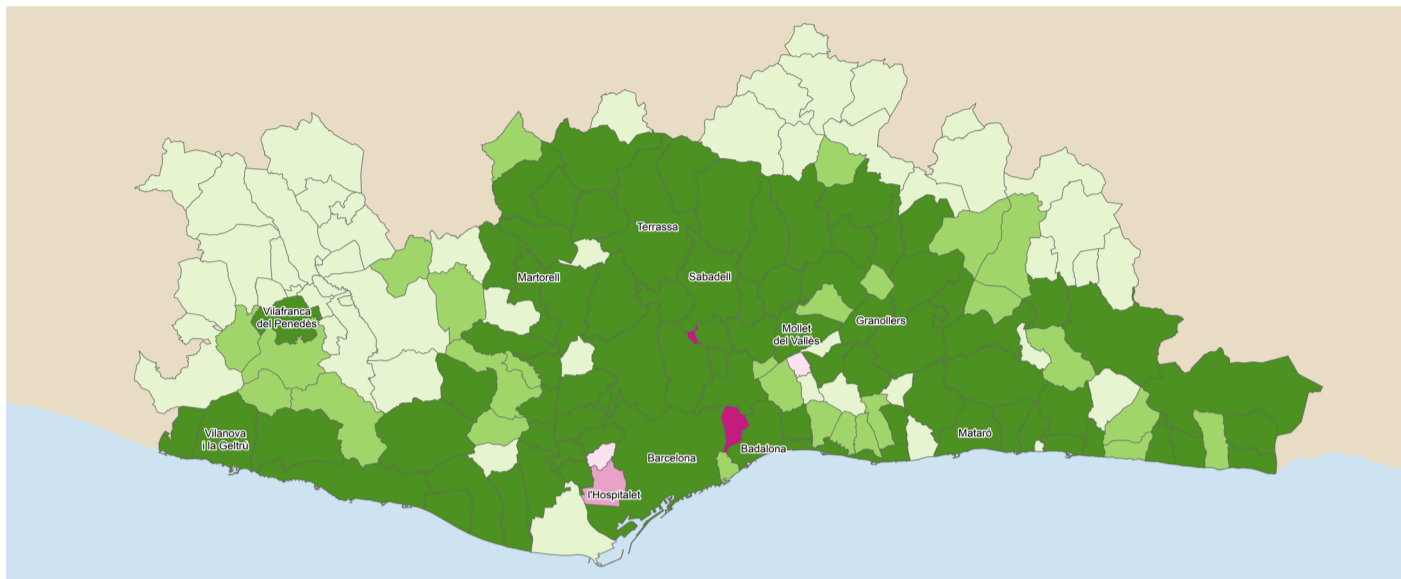 Terrassa
Martorell
Sabadell
Vilafranca
del Penedès
Mollet
del Vallès
Granollers
Vilanova
i la Geltrú
Mataró
Badalona
Barcelona
l'Hospitalet